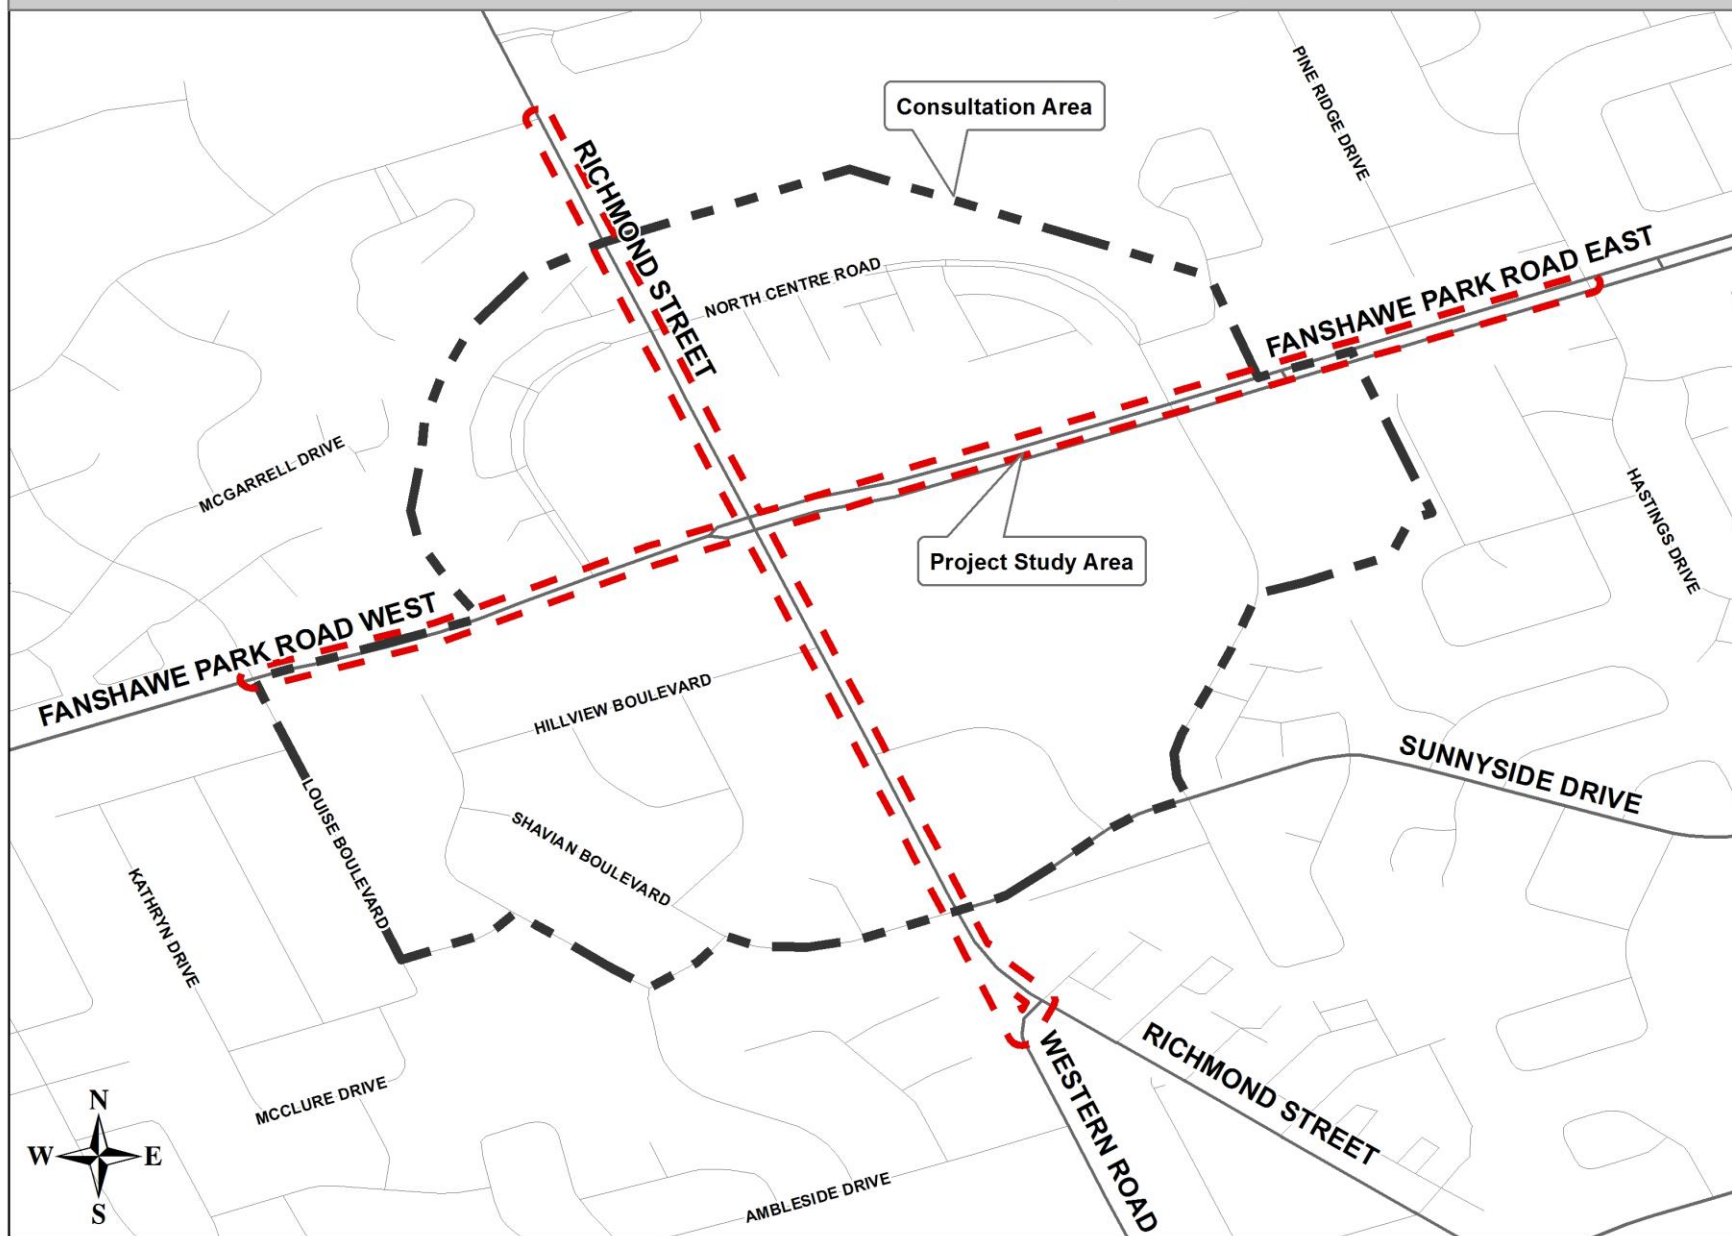 PINE RIDGE DRIVE
Consultation Area
RICHMOND STREET
NORTH CENTRE ROAD
FANSHAWE PARK ROAD EAST
MCGARRELL DRIVE
HASTINGS DRIVE
Project Study Area
FANSHAWE PARK ROAD WEST
HILLVIEW BOULEVARD
SUNNYSIDE DRIVE
LOUISE BOULEVARD
SHAVIAN BOULEVARD
KATHRYN DRIVE
WESTERN ROAD
RICHMOND STREET
MCCLURE DRIVE
N
W E
S
AMBLESIDE DRIVE